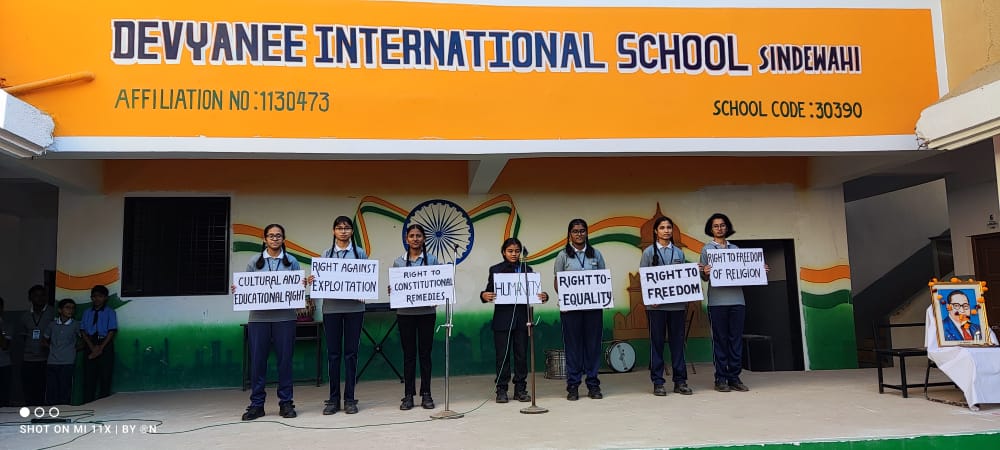 DEVYANEE INTERNATIONAL SCHOOL SINDEWAHI
AFFILIATION NO:1130473
SCHOOL CODE:30390
CULTURAL AND
EDUCATIONAL RIGHT
RIGHT AGAINST
EXPLOITATION
RIGHT TO
CONSTITUTIONAL
REMEDIES
HUMANITY
RIGHT TO
EQUALITY
RIGHT TO
FREEDOM
RIGHT TO FREEDOM
OF RELIGION
SHOT ON MI 11X | BY @N